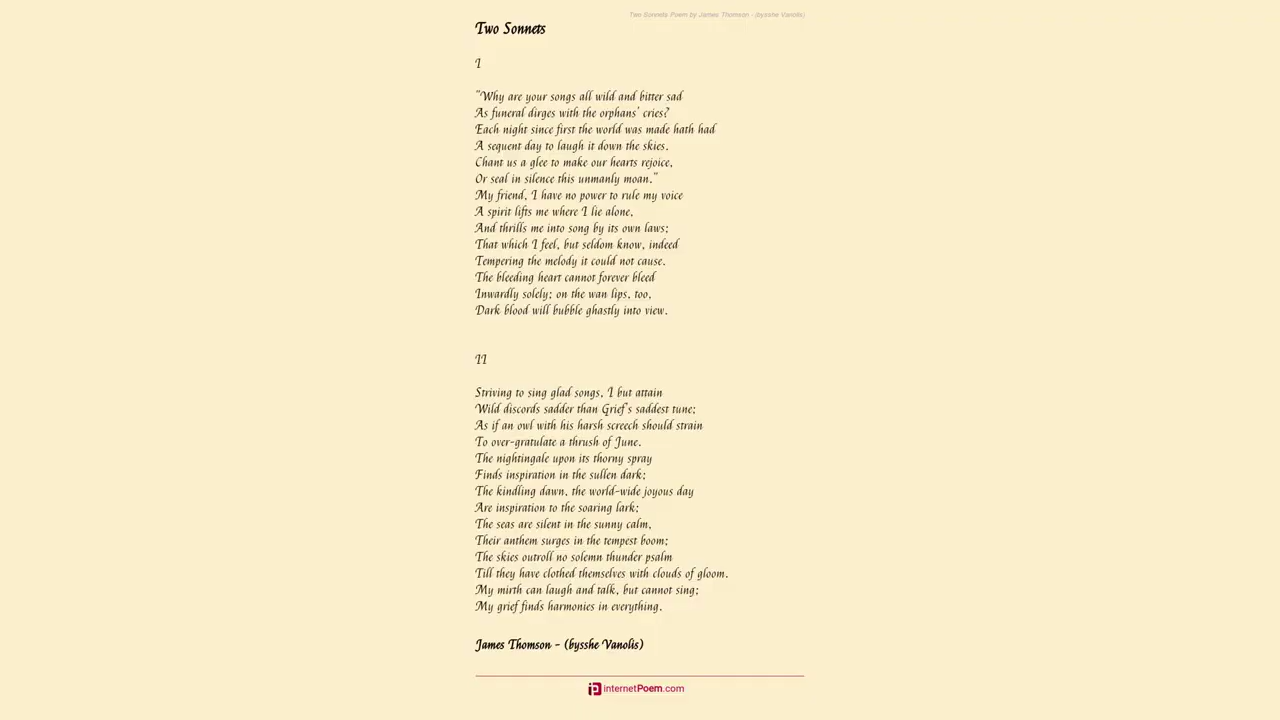 Two Sonnets Poem by James Thomson - (bysshe Vanolis)
Two Sonnets
I
"Why are your songs all wild and bitter sad
As funeral dirges with the orphans' cries?
Each night since first the world was made hath had
A sequent day to laugh it down the skies.
Chant us a glee to make our hearts rejoice,
Or seal in silence this unmanly moan."
My friend, I have no power to rule my voice
A spirit lifts me where I lie alone,
And thrills me into song by its own laws;
That which I feel, but seldom know, indeed
Tempering the melody it could not cause.
The bleeding heart cannot forever bleed
Inwardly solely; on the wan lips, too,
Dark blood will bubble ghastly into view.
II
Striving to sing glad songs, I but attain
Wild discords sadder than Grief's saddest tune;
As if an owl with his harsh screech should strain
To over-gratulate a thrush of June.
The nightingale upon its thorny spray
Finds inspiration in the sullen dark;
The kindling dawn, the world-wide joyous day
Are inspiration to the soaring lark;
The seas are silent in the sunny calm,
Their anthem surges in the tempest boom;
The skies outroll no solemn thunder psalm
Till they have clothed themselves with clouds of gloom.
My mirth can laugh and talk, but cannot sing;
My grief finds harmonies in everything.
James Thomson - (bysshe Vanolis)
internetPoem.com